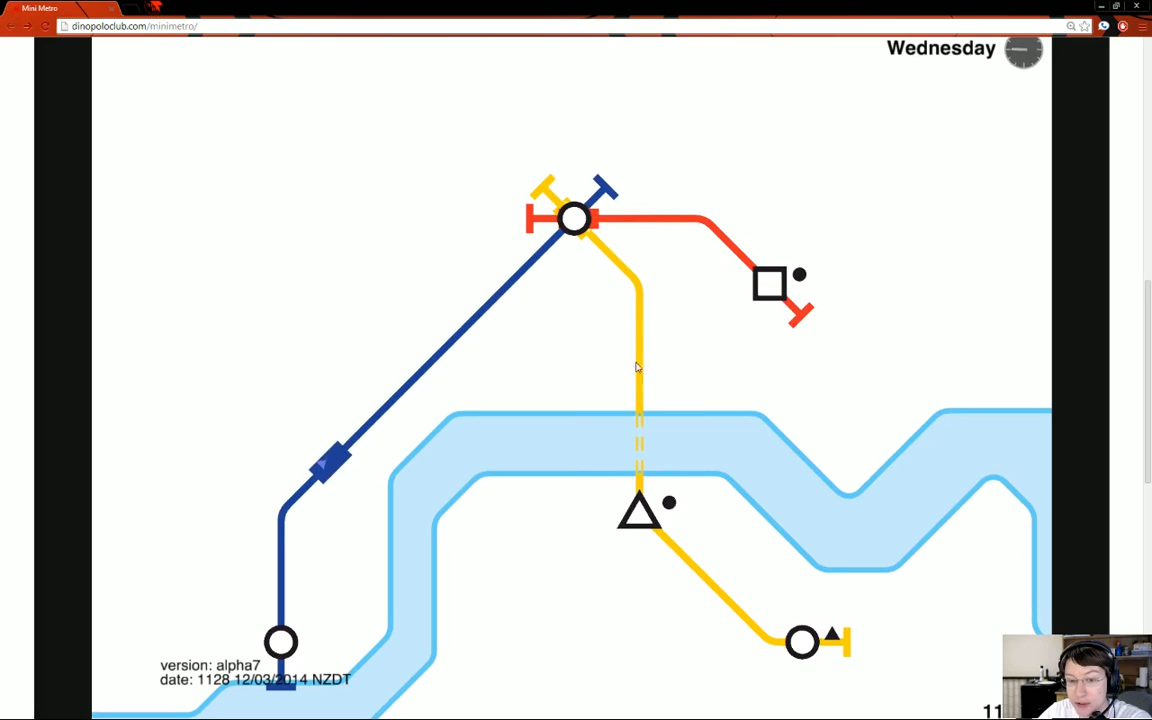 Mini Metro
dinopoloclub.com/minimetro/
Wednesday
version: alpha7
date: 1128 12/03/2014 NZDT
11